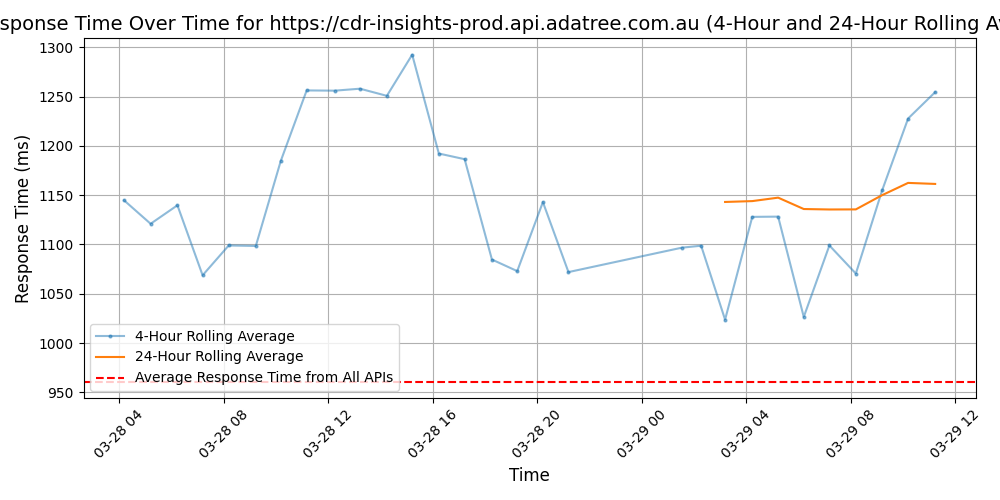 sponse Time Over Time for https://cdr-insights-prod.api.adatree.com.au (4-Hour and 24-Hour Rolling A
1300
1250
1200
1150
1100
1050
1000
950
Response Time (ms)
4-Hour Rolling Average
24-Hour Rolling Average
Average Response Time from All APIs
03-28 04
03-28 08
03-28 12
03-28 16
03-28 20
03-29 00
03-29 04
03-29 08
03-29 12
Time